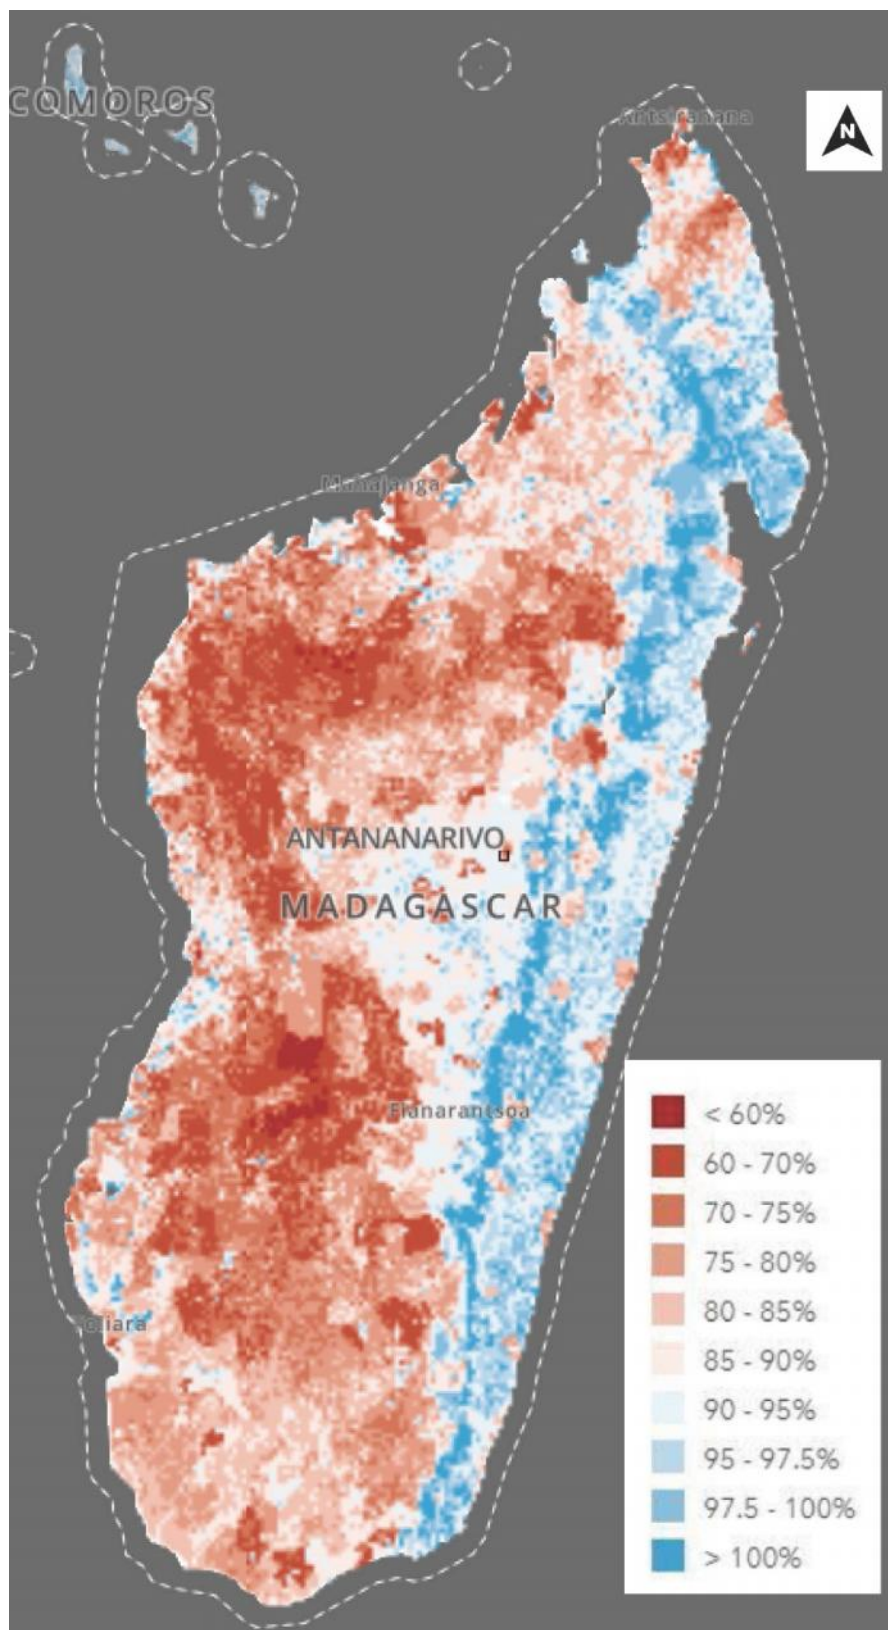 COMOROS
Antsiranana
N
Mahajanga
ANTANANARIVO
MADAGASCAR
Fianarantsoa
Toliara
< 60%
60 - 70%
70 - 75%
75 - 80%
80 - 85%
85 - 90%
90 - 95%
95 - 97.5%
97.5 - 100%
> 100%